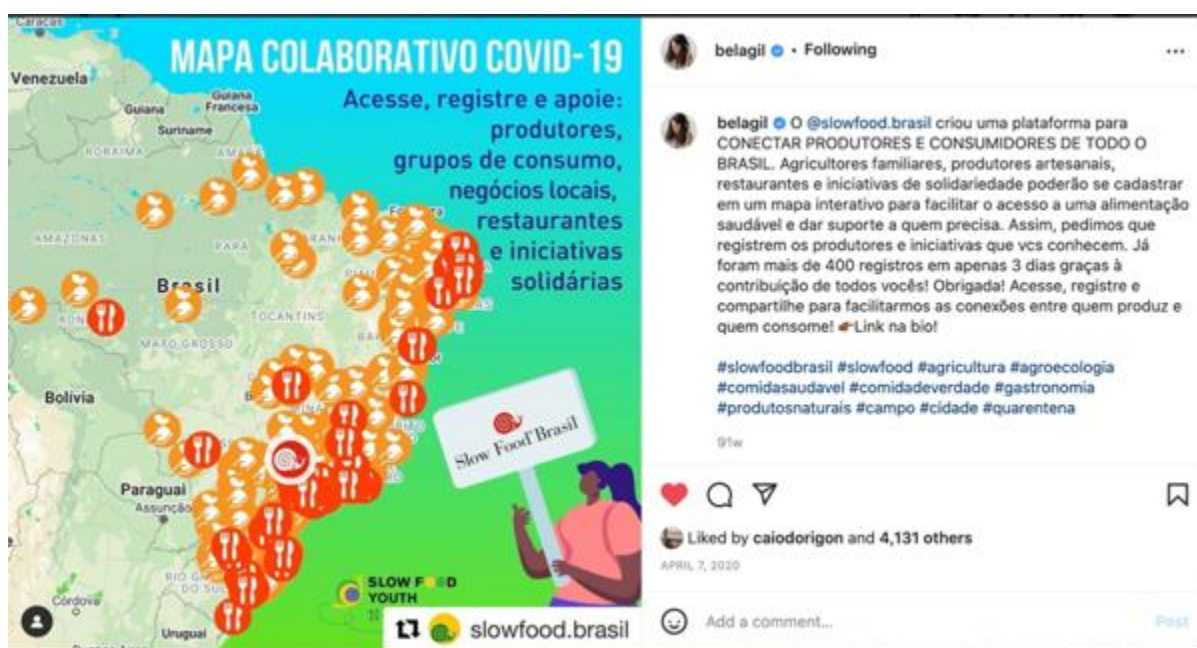 MAPA COLABORATIVO COVID-19
Acesse, registre e apoie:
produtores,
grupos de consumo,
negócios locais,
restaurantes
e iniciativas
solidárias
Caracas
Venezuela
Guiana
Guiana
Francesa
Suriname
RORAIMA
AMAZONAS
PARÁ
Brasil
TOCANTINS
MATO GROSSO
Bolívia
Paraguai
Assunção
Córdova
Uruguai
Slow Food Brasil
SLOW FOOD
YOUTH
slowfood.brasil
belagil • Following
belagil O @slowfood.brasil criou uma plataforma para
CONECTAR PRODUTORES E CONSUMIDORES DE TODO O
BRASIL. Agricultores familiares, produtores artesanais,
restaurantes e iniciativas de solidariedade poderão se cadastrar
em um mapa interativo para facilitar o acesso a uma alimentação
saudável e dar suporte a quem precisa. Assim, pedimos que
registrem os produtores e iniciativas que vcs conhecem. Já
foram mais de 400 registros em apenas 3 dias graças à
contribuição de todos vocês! Obrigada! Acesse, registre e
compartilhe para facilitarmos as conexões entre quem produz e
quem consome! Link na bio!
#slowfoodbrasil #slowfood #agricultura #agroecologia
#comidasaudavel #comidadeverdade #gastronomia
#produtosnaturais #campo #cidade #quarentena
91w
Liked by caiodorigon and 4,131 others
APRIL 7, 2020
Add a comment...
Post